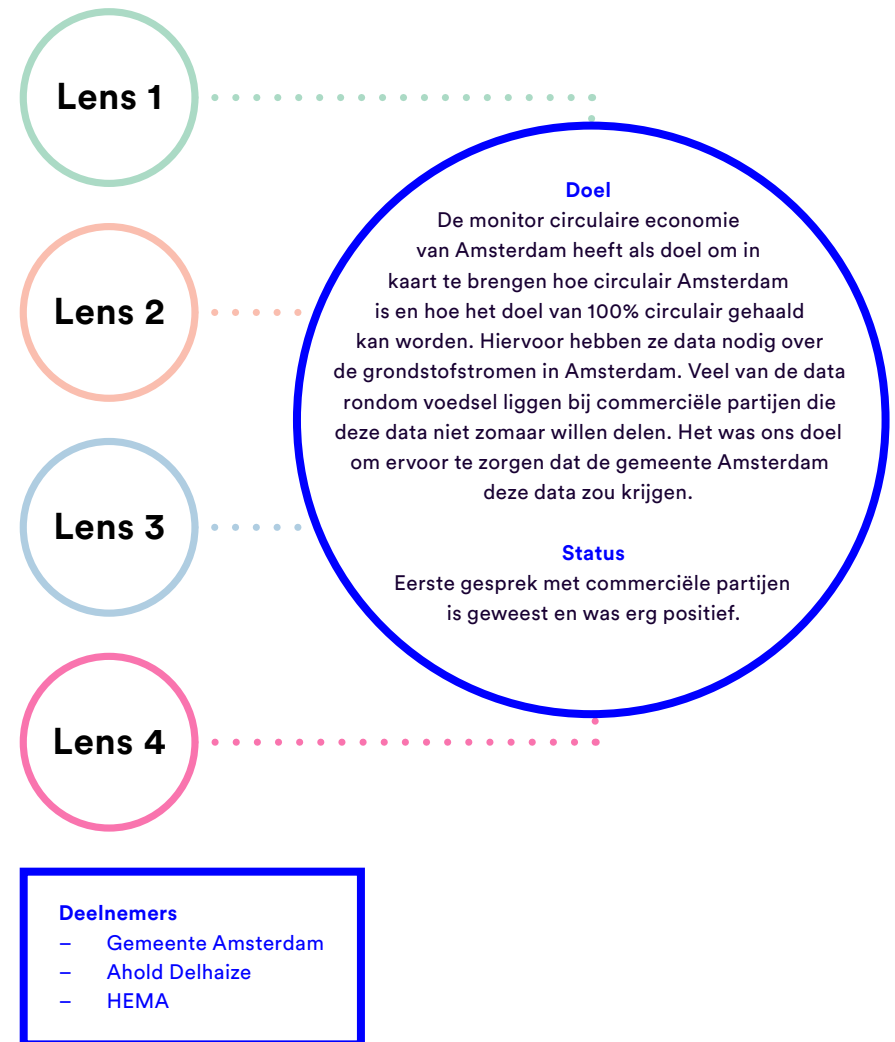 Lens 1
Lens 2
Lens 3
Lens 4
Doel
De monitor circulaire economie
van Amsterdam heeft als doel om in
kaart te brengen hoe circulair Amsterdam
is en hoe het doel van 100% circulair gehaald
kan worden. Hiervoor hebben ze data nodig over
de grondstofstromen in Amsterdam. Veel van de data
rondom voedsel liggen bij commerciële partijen die
deze data niet zomaar willen delen. Het was ons doel
om ervoor te zorgen dat de gemeente Amsterdam
deze data zou krijgen.
Status
Eerste gesprek met commerciële partijen
is geweest en was erg positief.
Deelnemers
– Gemeente Amsterdam
– Ahold Delhaize
– HEMA